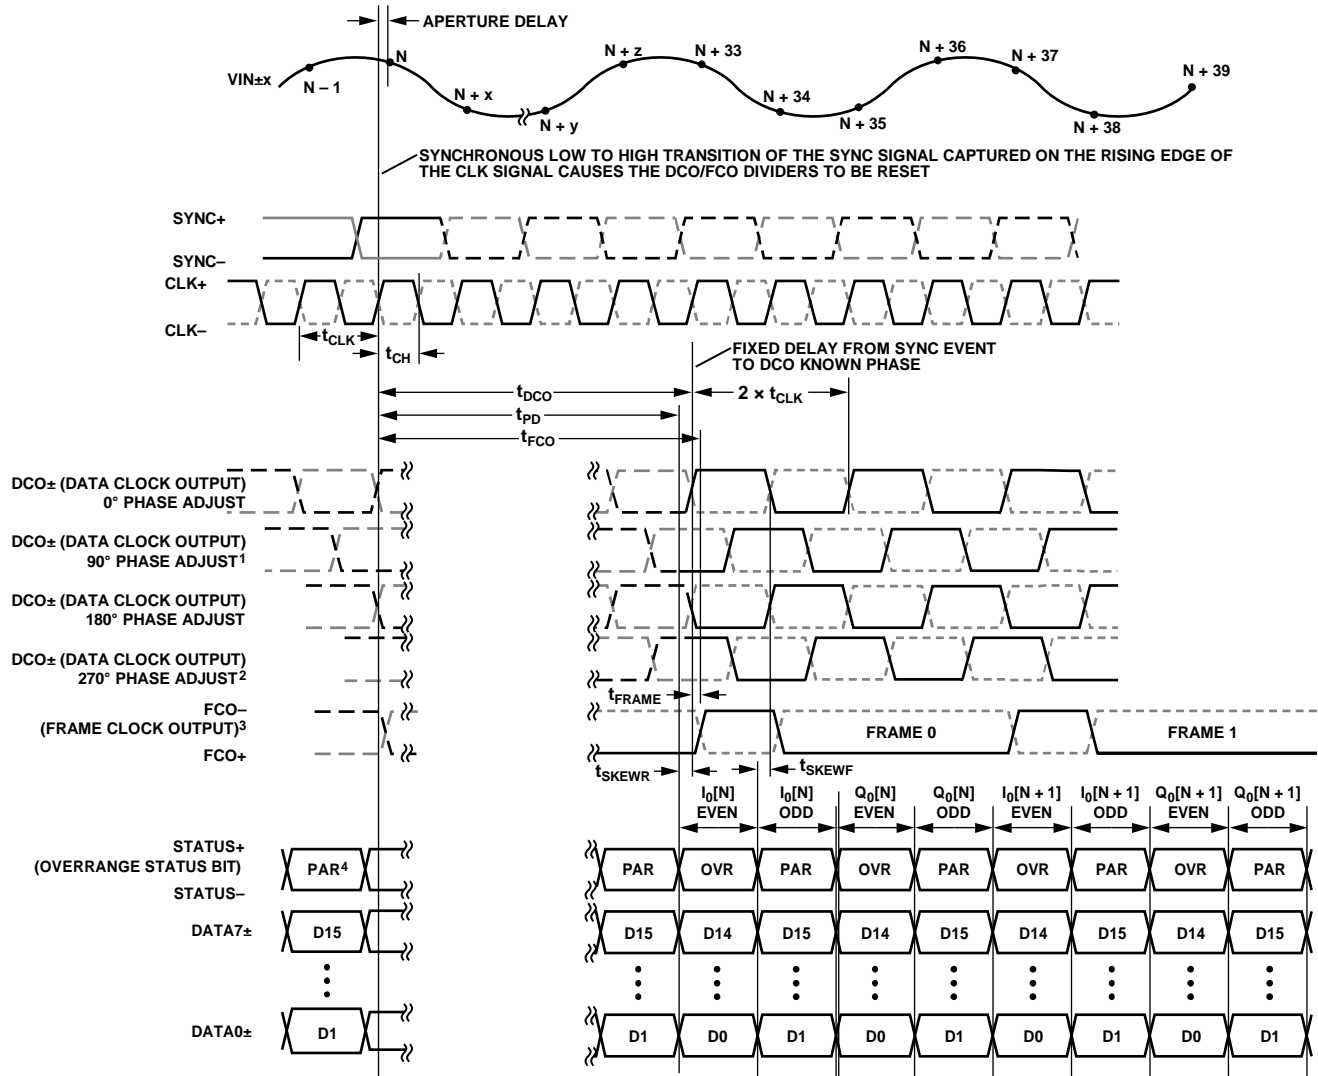 APERTURE DELAY
VIN±x
N – 1
N
N + x
N + y
N + z
N + 33
N + 34
N + 35
N + 36
N + 37
N + 38
N + 39
SYNCHRONOUS LOW TO HIGH TRANSITION OF THE SYNC SIGNAL CAPTURED ON THE RISING EDGE OF
THE CLK SIGNAL CAUSES THE DCO/FCO DIVIDERS TO BE RESET
SYNC+
SYNC–
CLK+
CLK–
tCLK
tCH
FIXED DELAY FROM SYNC EVENT
TO DCO KNOWN PHASE
tDCO
2 × tCLK
tPD
tFCO
DCO± (DATA CLOCK OUTPUT)
0° PHASE ADJUST
DCO± (DATA CLOCK OUTPUT)
90° PHASE ADJUST1
DCO± (DATA CLOCK OUTPUT)
180° PHASE ADJUST
DCO± (DATA CLOCK OUTPUT)
270° PHASE ADJUST2
tFRAME
FCO–
(FRAME CLOCK OUTPUT)3
FCO+
FRAME 0
FRAME 1
tSKEWR
tSKEWF
I0[N] I0[N] Q0[N] Q0[N] I0[N + 1] I0[N + 1] Q0[N + 1] Q0[N + 1]
EVEN ODD EVEN ODD EVEN ODD EVEN ODD
STATUS+
(OVERRANGE STATUS BIT)
STATUS–
PAR4 PAR OVR PAR OVR PAR OVR PAR OVR PAR
DATA7± D15 D15 D14 D15 D14 D15 D14 D15 D14 D15
DATA0± D1 D1 D0 D1 D0 D1 D0 D1 D0 D1